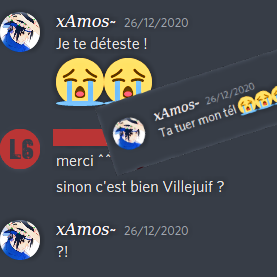 xAmos~ 26/12/2020
Je te déteste !
😭😭
xAmos~ 26/12/2020
Ta tuer mon tél 😭😭😭
L6
merci ^^
sinon c'est bien Villejuif ?
xAmos~ 26/12/2020
?!